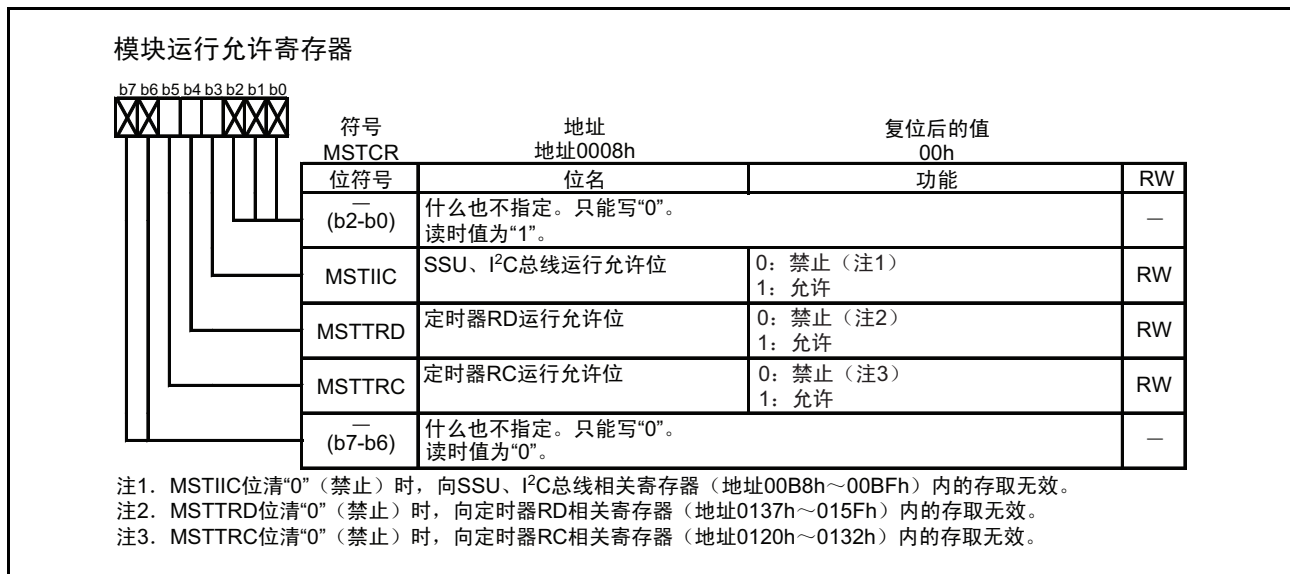 模块运行允许寄存器
b7 b6 b5 b4 b3 b2 b1 b0
符号 地址 复位后的值
MSTCR 地址0008h 00h
位符号 位名 功能 RW
— 什么也不指定。只能写“0”。 —
(b2-b0) 读时值为“1”。
MSTIIC SSU、I²C总线运行允许位 0：禁止（注1） RW
1：允许
MSTTRD 定时器RD运行允许位 0：禁止（注2） RW
1：允许
MSTTRC 定时器RC运行允许位 0：禁止（注3） RW
1：允许
— 什么也不指定。只能写“0”。 —
(b7-b6) 读时值为“0”。
注1. MSTIIC位清“0”（禁止）时，向SSU、I²C总线相关寄存器（地址00B8h～00BFh）内的存取无效。
注2. MSTTRD位清“0”（禁止）时，向定时器RD相关寄存器（地址0137h～015Fh）内的存取无效。
注3. MSTTRC位清“0”（禁止）时，向定时器RC相关寄存器（地址0120h～0132h）内的存取无效。